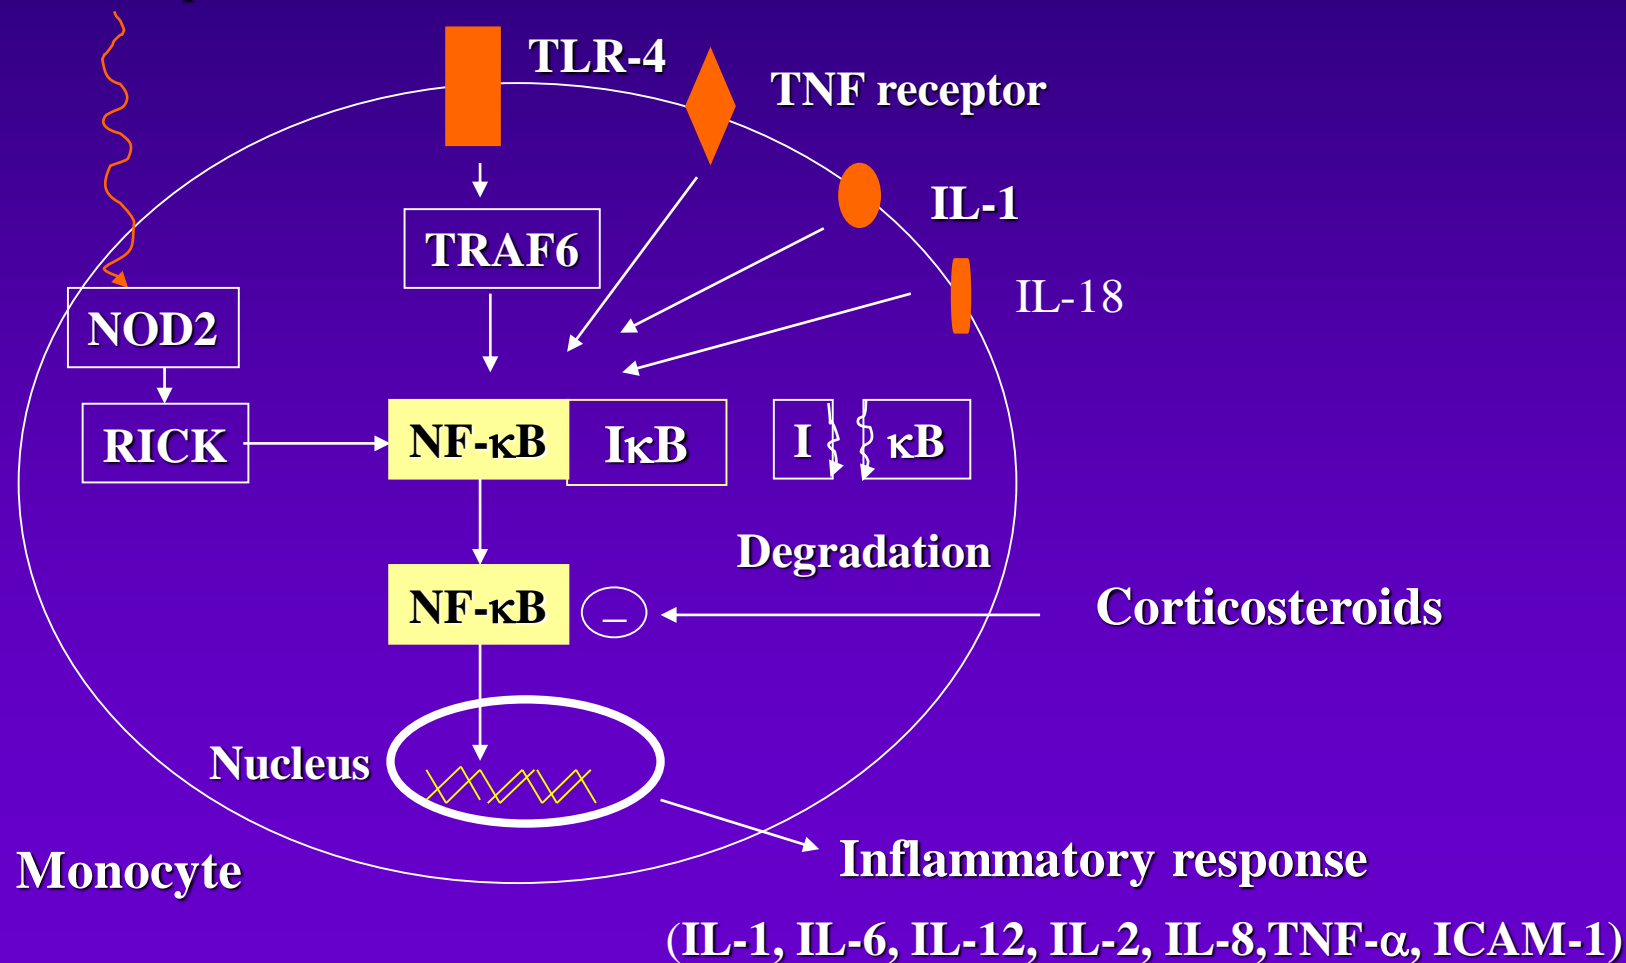 TLR-4
TNF receptor
IL-1
IL-18
TRAF6
NOD2
RICK
NF-κB
IκB
I κB
Degradation
NF-κB
–
Corticosteroids
Nucleus
Monocyte
Inflammatory response
(IL-1, IL-6, IL-12, IL-2, IL-8,TNF-α, ICAM-1)